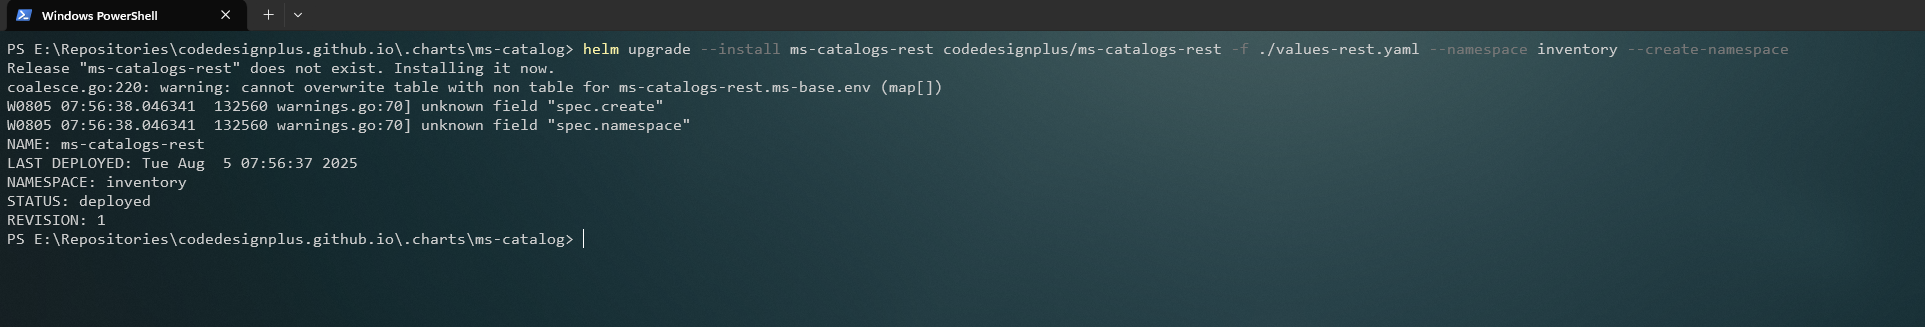 Windows PowerShell
PS E:\Repositories\codedesignplus.github.io\.charts\ms-catalog> helm upgrade --install ms-catalogs-rest codedesignplus/ms-catalogs-rest -f ./values-rest.yaml --namespace inventory --create-namespace
Release "ms-catalogs-rest" does not exist. Installing it now.
coalesce.go:220: warning: cannot overwrite table with non table for ms-catalogs-rest.ms-base.env (map[])
W0805 07:56:38.046341  132560 warnings.go:70] unknown field "spec.create"
W0805 07:56:38.046341  132560 warnings.go:70] unknown field "spec.namespace"
NAME: ms-catalogs-rest
LAST DEPLOYED: Tue Aug  5 07:56:37 2025
NAMESPACE: inventory
STATUS: deployed
REVISION: 1
PS E:\Repositories\codedesignplus.github.io\.charts\ms-catalog>